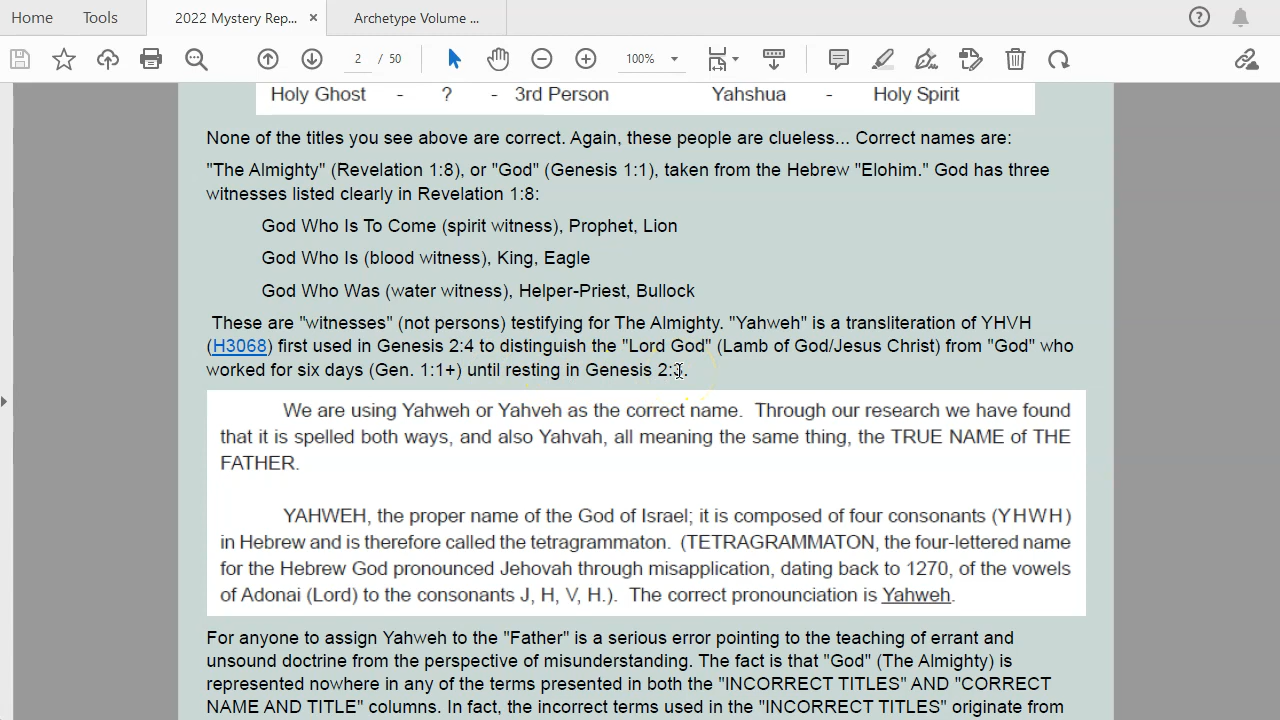 Home Tools 2022 Mystery Rep... × Archetype Volume ...
2 / 50 100%
Holy Ghost - ? - 3rd Person Yahshua - Holy Spirit
None of the titles you see above are correct. Again, these people are clueless... Correct names are:
"The Almighty" (Revelation 1:8), or "God" (Genesis 1:1), taken from the Hebrew "Elohim." God has three
witnesses listed clearly in Revelation 1:8:
God Who Is To Come (spirit witness), Prophet, Lion
God Who Is (blood witness), King, Eagle
God Who Was (water witness), Helper-Priest, Bullock
These are "witnesses" (not persons) testifying for The Almighty. "Yahweh" is a transliteration of YHVH
(H3068) first used in Genesis 2:4 to distinguish the "Lord God" (Lamb of God/Jesus Christ) from "God" who
worked for six days (Gen. 1:1+) until resting in Genesis 2:3.
We are using Yahweh or Yahveh as the correct name. Through our research we have found
that it is spelled both ways, and also Yahvah, all meaning the same thing, the TRUE NAME of THE
FATHER.
YAHWEH, the proper name of the God of Israel; it is composed of four consonants (YHWH)
in Hebrew and is therefore called the tetragrammaton. (TETRAGRAMMATON, the four-lettered name
for the Hebrew God pronounced Jehovah through misapplication, dating back to 1270, of the vowels
of Adonai (Lord) to the consonants J, H, V, H.). The correct pronounciation is Yahweh.
For anyone to assign Yahweh to the "Father" is a serious error pointing to the teaching of errant and
unsound doctrine from the perspective of misunderstanding. The fact is that "God" (The Almighty) is
represented nowhere in any of the terms presented in both the "INCORRECT TITLES" AND "CORRECT
NAME AND TITLE" columns. In fact, the incorrect terms used in the "INCORRECT TITLES" originate from